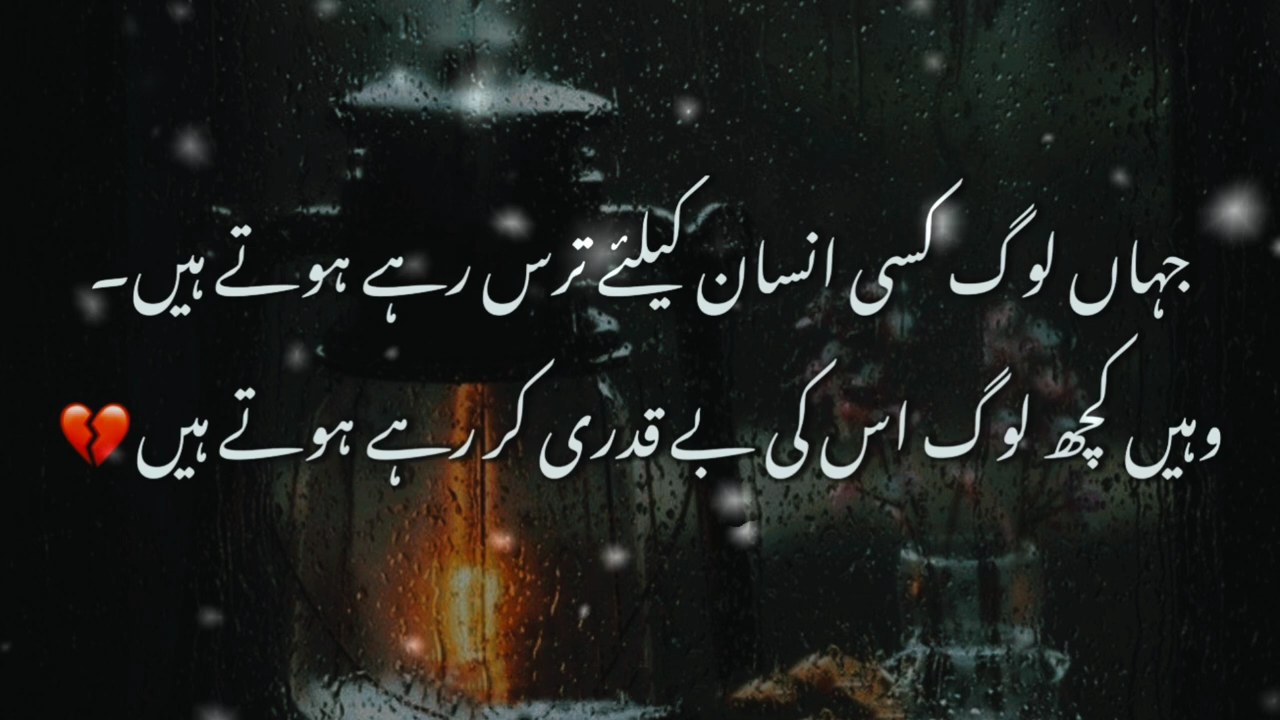 جہاں لوگ کسی انسان کیلئے ترس رہے ہوتے ہیں۔
وہیں کچھ لوگ اس کی بے قدری کر رہے ہوتے ہیں 💔